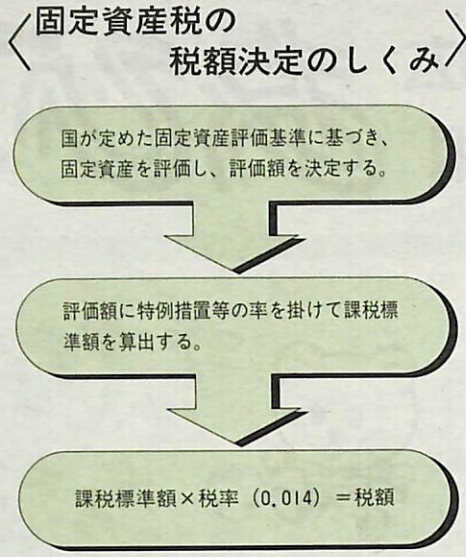 〈固定資産税の
税額決定のしくみ〉
国が定めた固定資産評価基準に基づき、
固定資産を評価し、評価額を決定する。
評価額に特例措置等の率を掛けて課税標
準額を算出する。
課税標準額×税率（0.014）＝税額